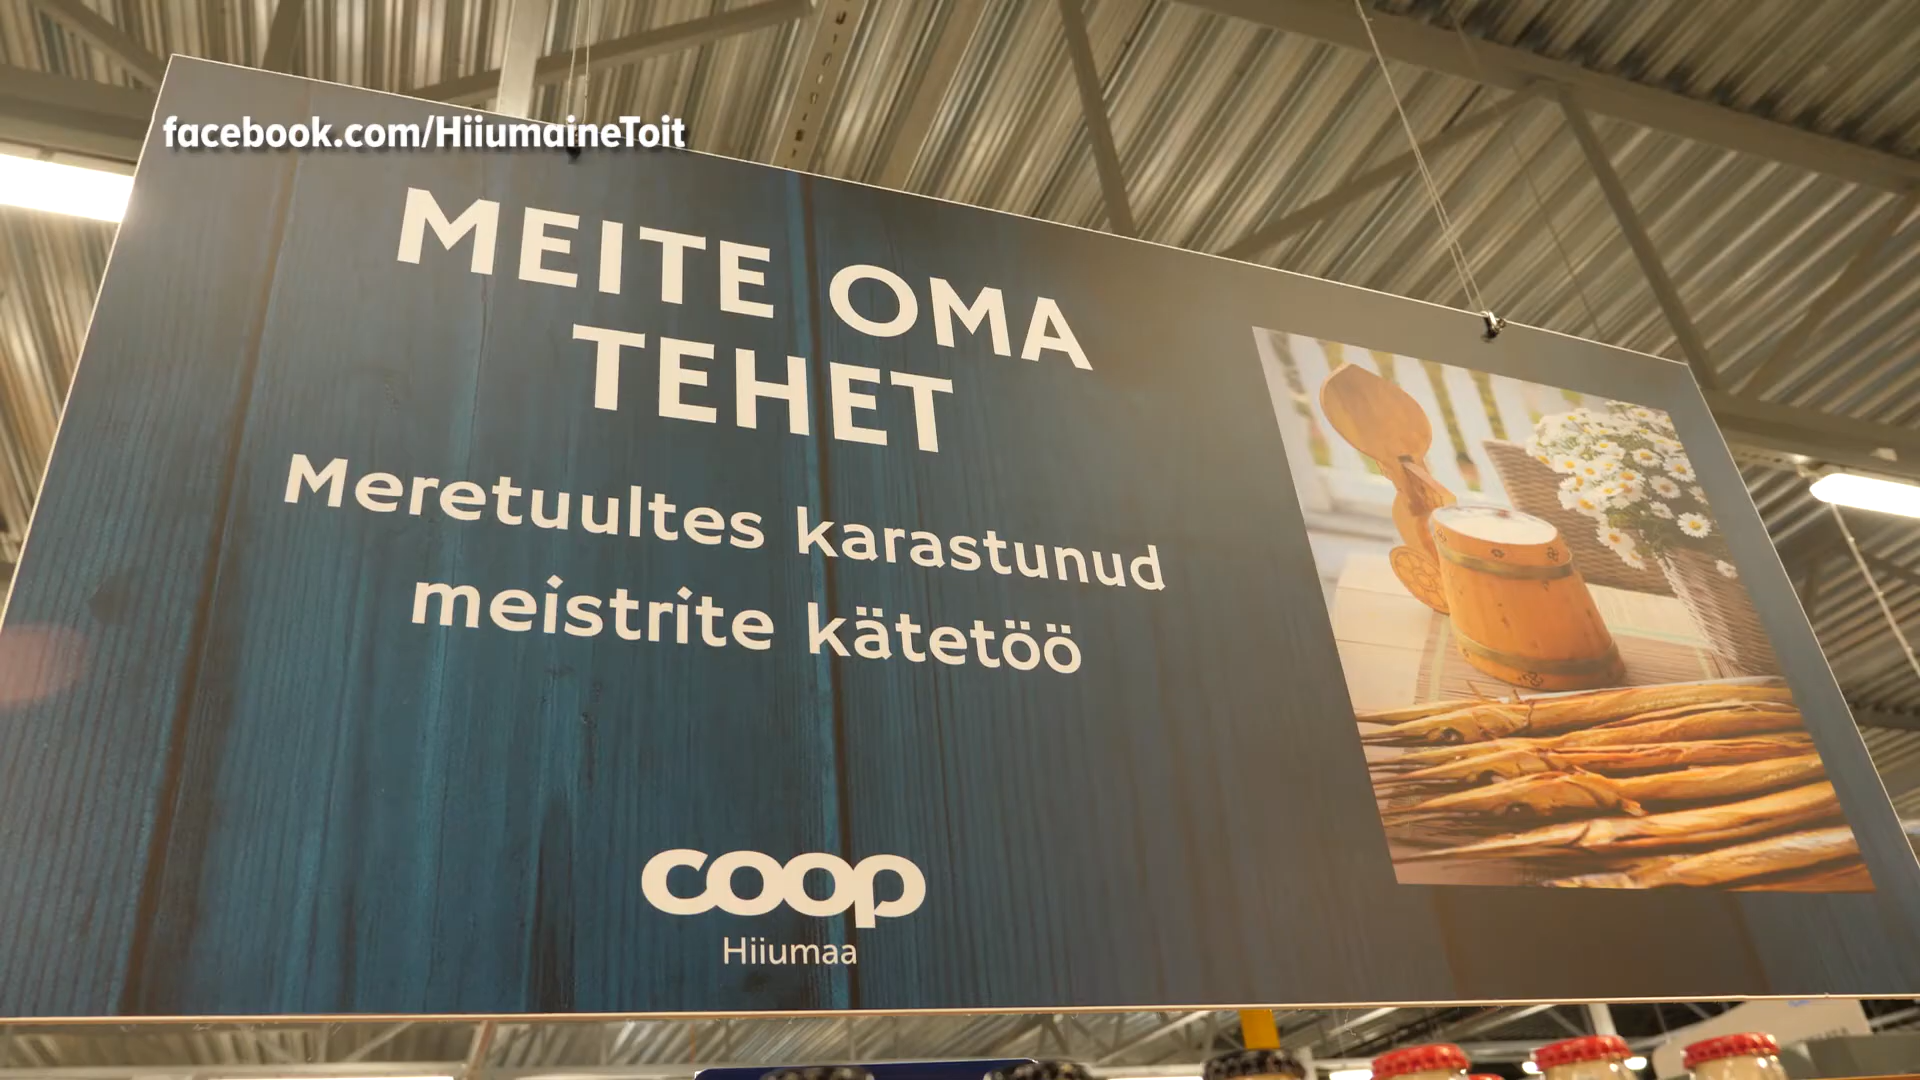 facebook.com/HiiumaineToit
MEITE OMA
TEHET
Meretuultes karastunud
meistrite kätetöö
coop
Hiiumaa